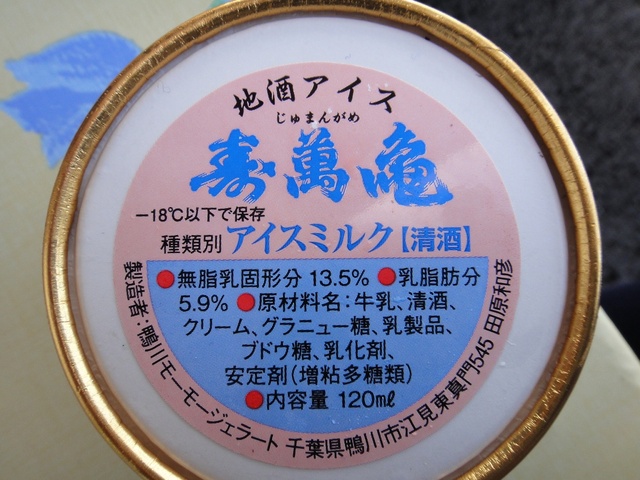 地酒アイス
じゅまんがめ
寿萬亀
−18℃以下で保存
種類別アイスミルク【清酒】
●無脂乳固形分 13.5% ●乳脂肪分
5.9% ●原材料名:牛乳、清酒、
クリーム、グラニュー糖、乳製品、
ブドウ糖、乳化剤、
安定剤(増粘多糖類)
●内容量 120mℓ
製造者:鴨川モーモージェラート 千葉県鴨川市江見東真門545 田原和彦